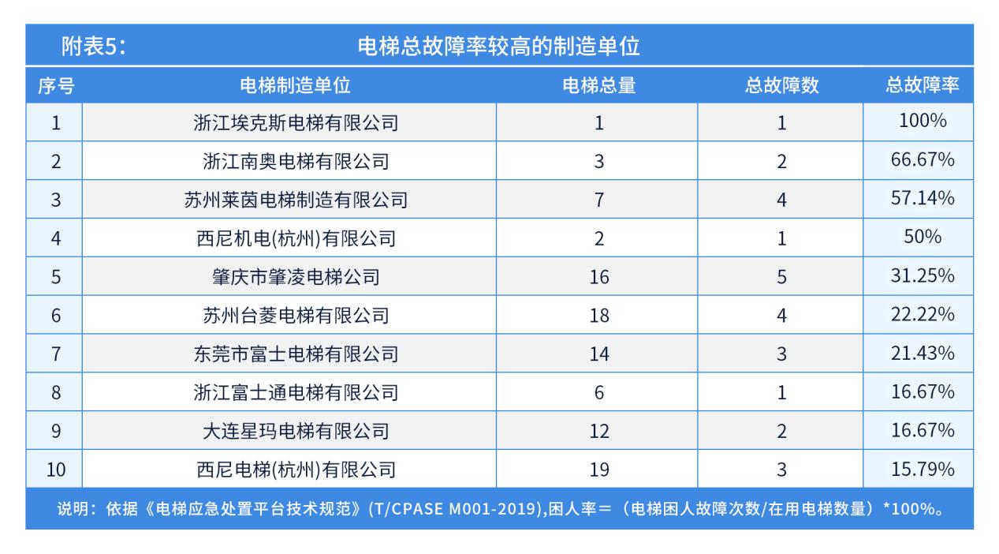 附表5： 电梯总故障率较高的制造单位
序号 电梯制造单位 电梯总量 总故障数 总故障率
1 浙江埃克斯电梯有限公司 1 1 100%
2 浙江南奥电梯有限公司 3 2 66.67%
3 苏州莱茵电梯制造有限公司 7 4 57.14%
4 西尼机电(杭州)有限公司 2 1 50%
5 肇庆市肇凌电梯公司 16 5 31.25%
6 苏州台菱电梯有限公司 18 4 22.22%
7 东莞市富士电梯有限公司 14 3 21.43%
8 浙江富士通电梯有限公司 6 1 16.67%
9 大连星玛电梯有限公司 12 2 16.67%
10 西尼电梯(杭州)有限公司 19 3 15.79%
说明：依据《电梯应急处置平台技术规范》(T/CPASE M001-2019),困人率＝（电梯困人故障次数/在用电梯数量）*100%。